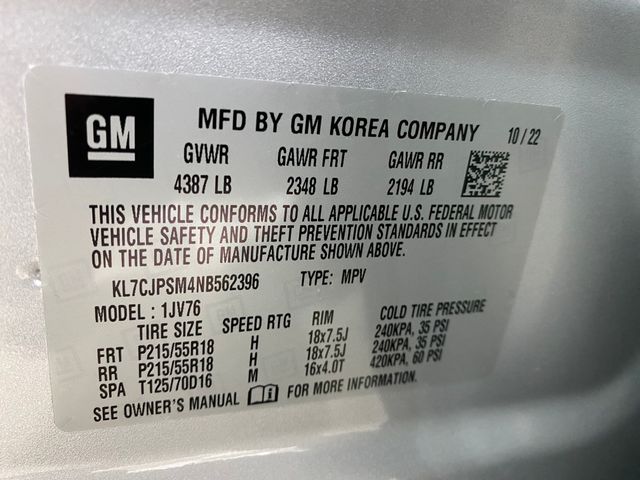 GM
MFD BY GM KOREA COMPANY 10 / 22
GVWR GAWR FRT GAWR RR
4387 LB 2348 LB 2194 LB
THIS VEHICLE CONFORMS TO ALL APPLICABLE U.S. FEDERAL MOTOR
VEHICLE SAFETY AND THEFT PREVENTION STANDARDS IN EFFECT
ON THE DATE OF MANUFACTURE SHOWN ABOVE.
KL7CJPSM4NB562396 TYPE: MPV
MODEL : 1JV76
TIRE SIZE SPEED RTG RIM COLD TIRE PRESSURE
FRT P215/55R18 H 18x7.5J 240KPA, 35 PSI
RR P215/55R18 H 18x7.5J 240KPA, 35 PSI
SPA T125/70D16 M 16x4.0T 420KPA, 60 PSI
SEE OWNER'S MANUAL FOR MORE INFORMATION.